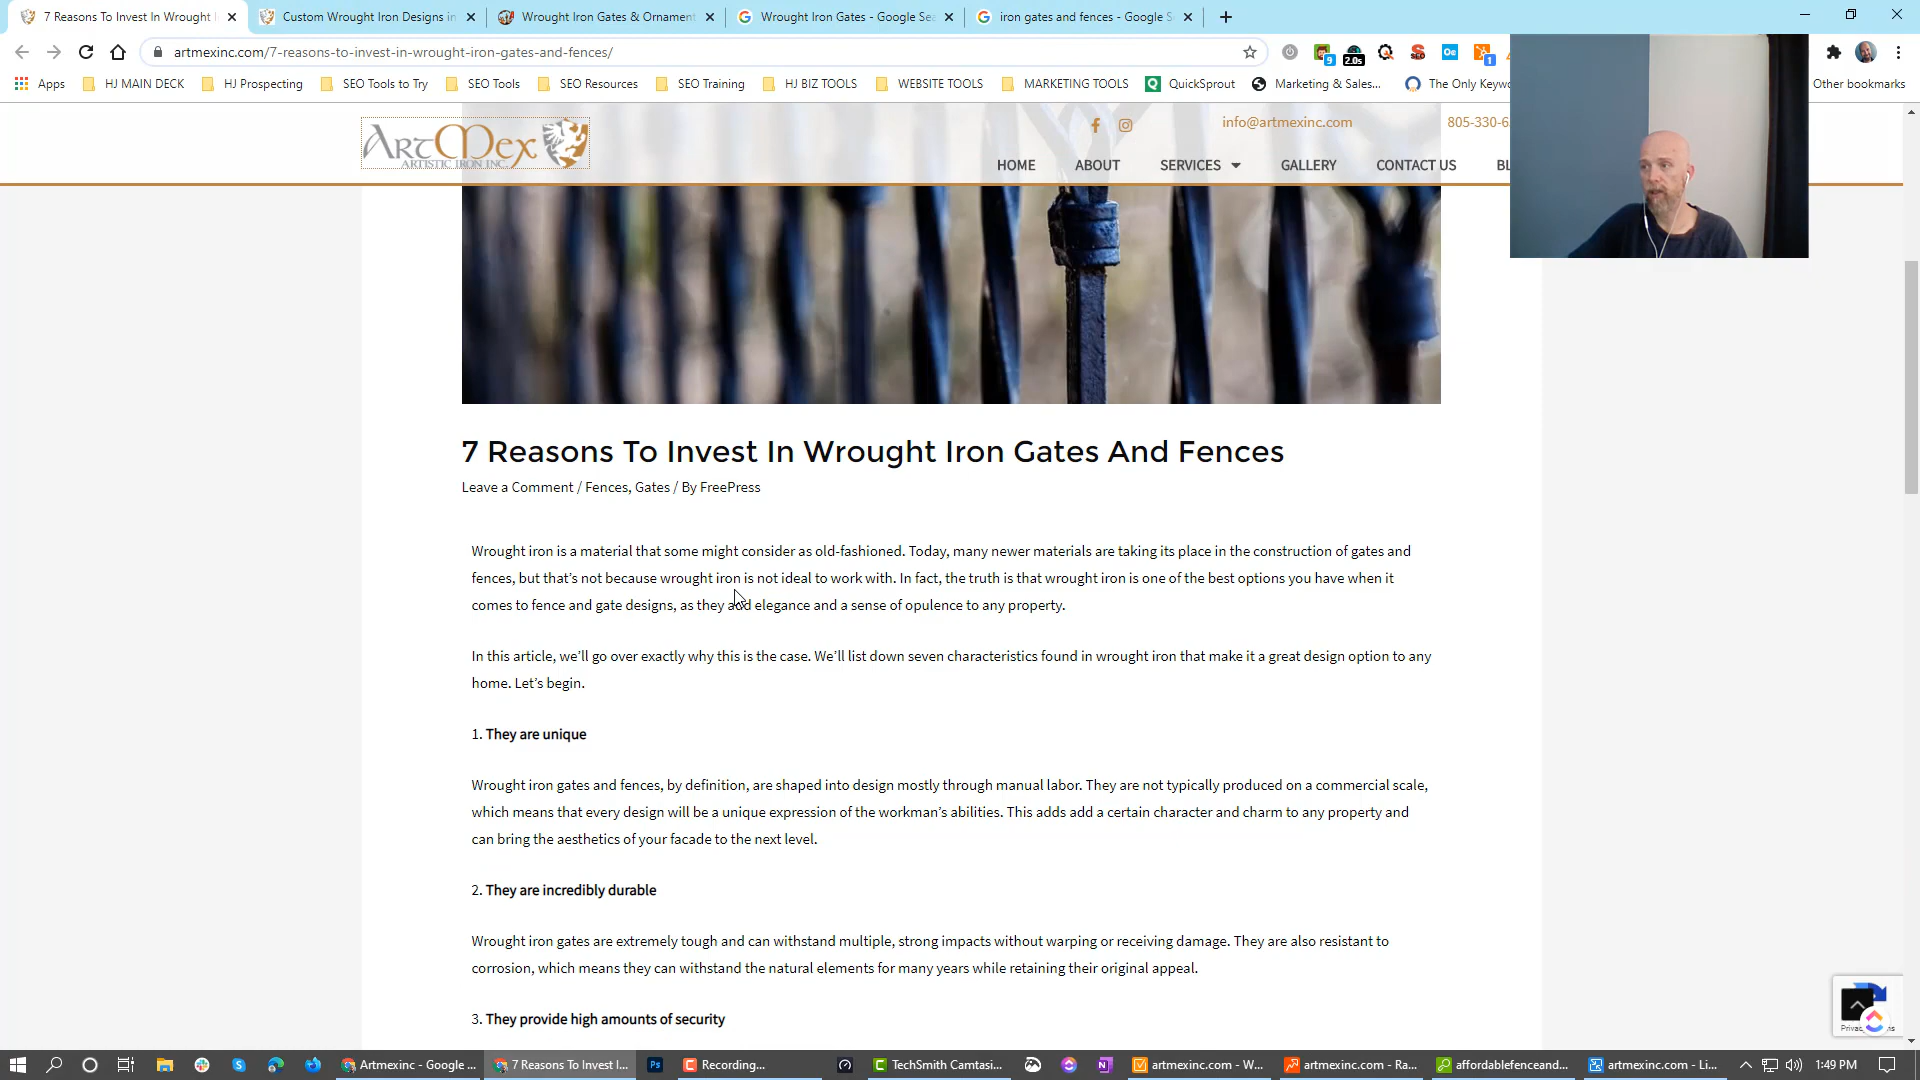 7 Reasons To Invest In Wrought I
Custom Wrought Iron Designs in
Wrought Iron Gates & Ornament
Wrought Iron Gates - Google Sea
iron gates and fences - Google S
artmexinc.com/7-reasons-to-invest-in-wrought-iron-gates-and-fences/
9
2.0s
Oe
1
Apps
HJ MAIN DECK
HJ Prospecting
SEO Tools to Try
SEO Tools
SEO Resources
SEO Training
HJ BIZ TOOLS
WEBSITE TOOLS
MARKETING TOOLS
QuickSprout
Marketing & Sales...
The Only Keywo
Other bookmarks
ArtMex
ARTISTIC IRON INC.
info@artmexinc.com
805-330-6
HOME
ABOUT
SERVICES
GALLERY
CONTACT US
BL
7 Reasons To Invest In Wrought Iron Gates And Fences
Leave a Comment / Fences, Gates / By FreePress
Wrought iron is a material that some might consider as old-fashioned. Today, many newer materials are taking its place in the construction of gates and
fences, but that's not because wrought iron is not ideal to work with. In fact, the truth is that wrought iron is one of the best options you have when it
comes to fence and gate designs, as they add elegance and a sense of opulence to any property.
In this article, we'll go over exactly why this is the case. We'll list down seven characteristics found in wrought iron that make it a great design option to any
home. Let's begin.
1. They are unique
Wrought iron gates and fences, by definition, are shaped into design mostly through manual labor. They are not typically produced on a commercial scale,
which means that every design will be a unique expression of the workman's abilities. This adds add a certain character and charm to any property and
can bring the aesthetics of your facade to the next level.
2. They are incredibly durable
Wrought iron gates are extremely tough and can withstand multiple, strong impacts without warping or receiving damage. They are also resistant to
corrosion, which means they can withstand the natural elements for many years while retaining their original appeal.
3. They provide high amounts of security
Artmexinc - Google ...
7 Reasons To Invest I...
Recording...
TechSmith Camtasi...
artmexinc.com - W...
artmexinc.com - Ra...
affordablefenceand...
artmexinc.com - Li...
1:49 PM